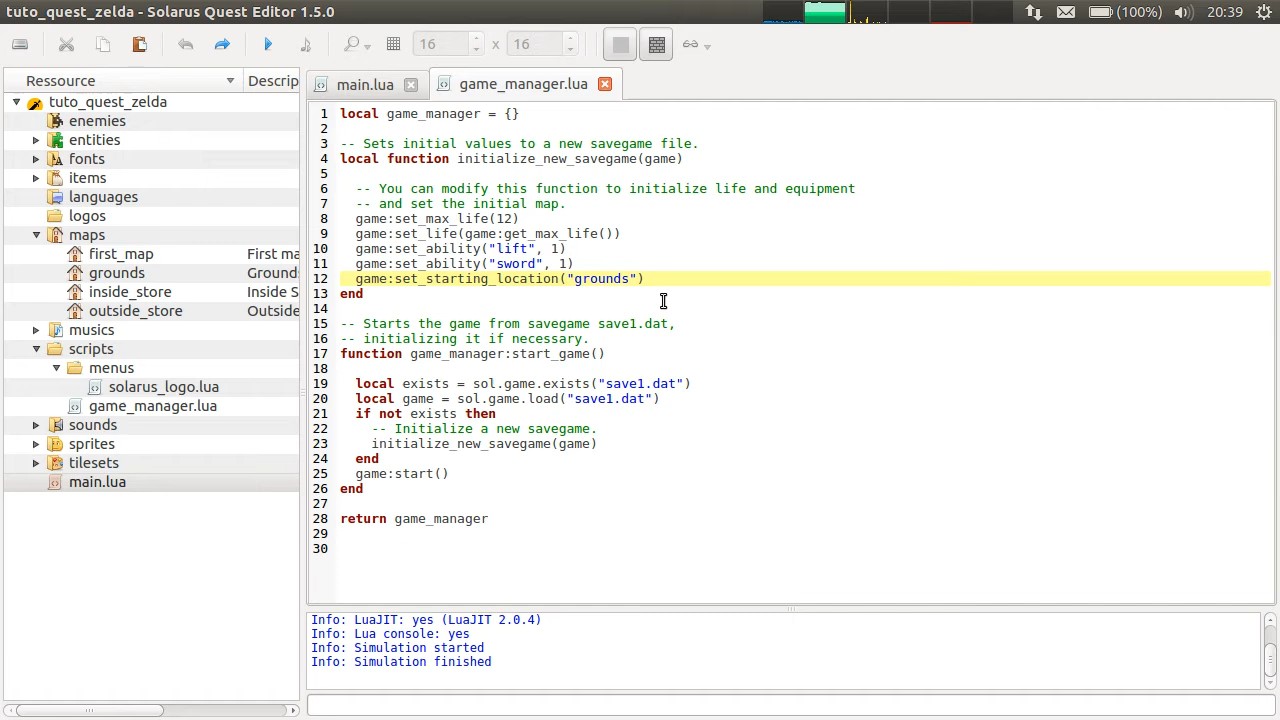 tuto_quest_zelda - Solarus Quest Editor 1.5.0
(100%)
20:39
16 x 16
Ressource
Descrip
main.lua
game_manager.lua
tuto_quest_zelda
enemies
entities
fonts
items
languages
logos
maps
first_map First ma
grounds Ground
inside_store Inside S
outside_store Outside
musics
scripts
menus
solarus_logo.lua
game_manager.lua
sounds
sprites
tilesets
main.lua
1 local game_manager = {}
2
3 -- Sets initial values to a new savegame file.
4 local function initialize_new_savegame(game)
5
6 -- You can modify this function to initialize life and equipment
7 -- and set the initial map.
8 game:set_max_life(12)
9 game:set_life(game:get_max_life())
10 game:set_ability("lift", 1)
11 game:set_ability("sword", 1)
12 game:set_starting_location("grounds")
13 end
14
15 -- Starts the game from savegame save1.dat,
16 -- initializing it if necessary.
17 function game_manager:start_game()
18
19 local exists = sol.game.exists("save1.dat")
20 local game = sol.game.load("save1.dat")
21 if not exists then
22 -- Initialize a new savegame.
23 initialize_new_savegame(game)
24 end
25 game:start()
26 end
27
28 return game_manager
29
30
Info: LuaJIT: yes (LuaJIT 2.0.4)
Info: Lua console: yes
Info: Simulation started
Info: Simulation finished